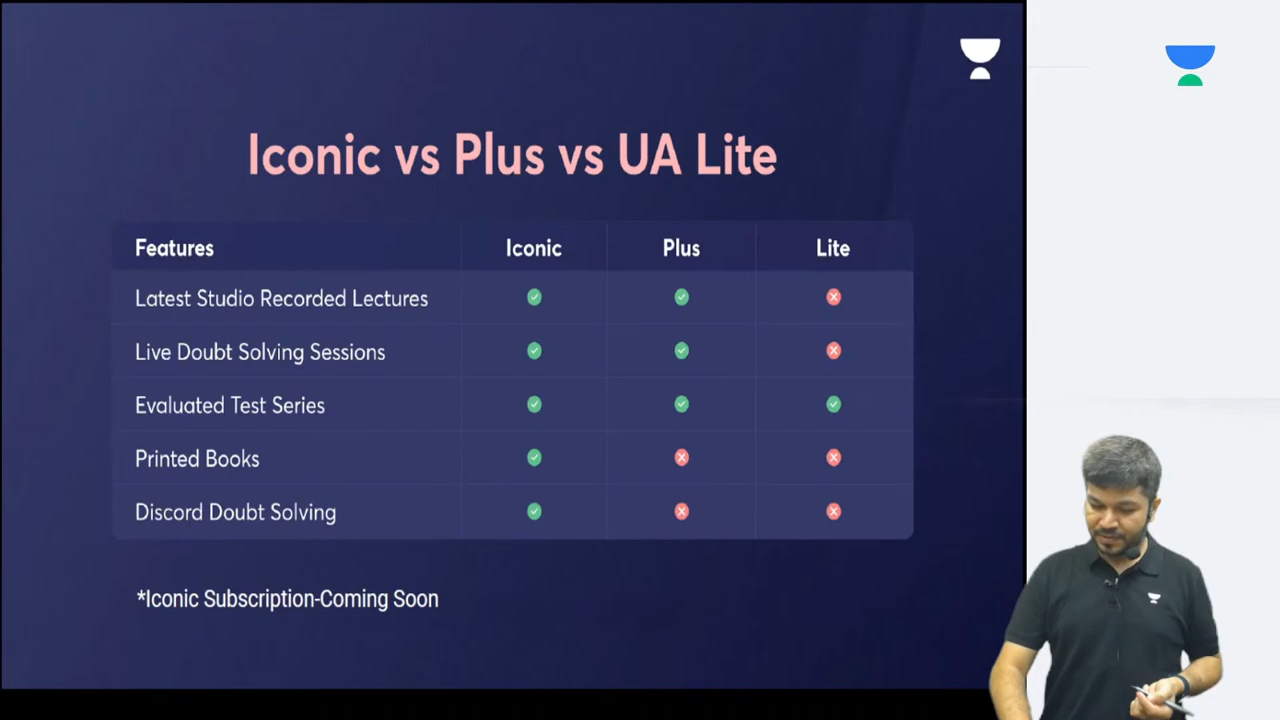 Iconic vs Plus vs UA Lite
Features Iconic Plus Lite
Latest Studio Recorded Lectures
Live Doubt Solving Sessions
Evaluated Test Series
Printed Books
Discord Doubt Solving
*Iconic Subscription-Coming Soon